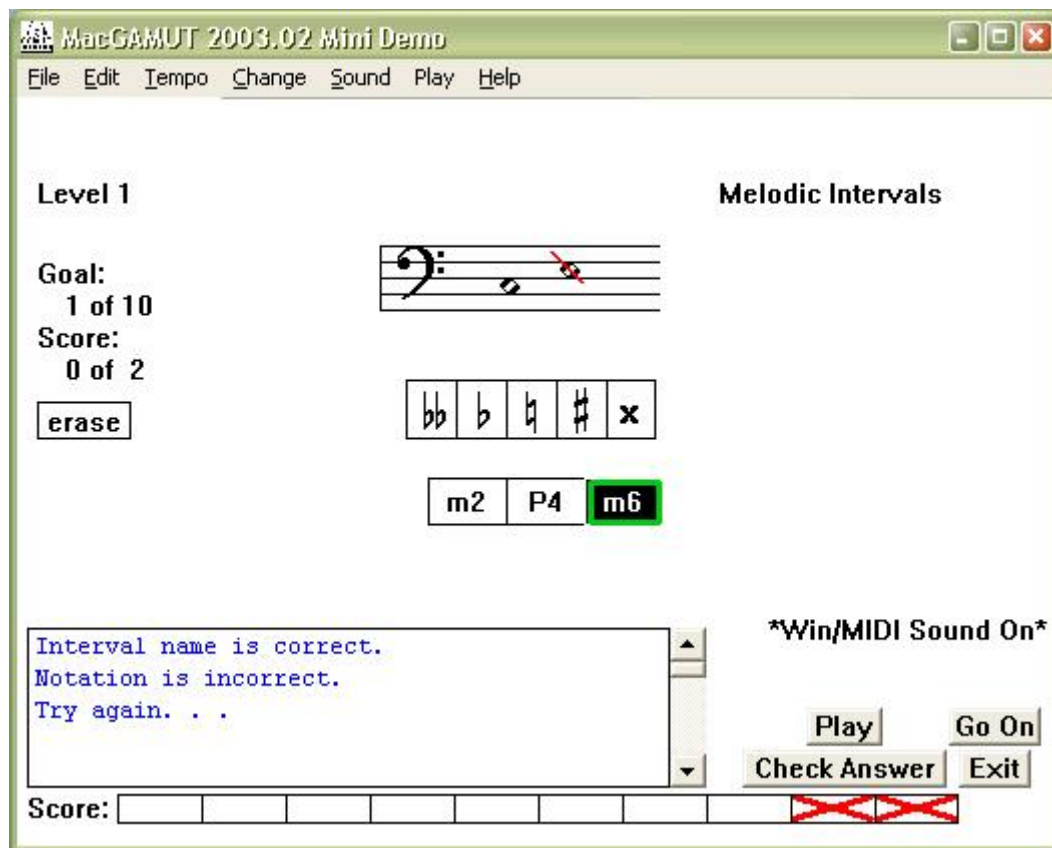 MacGAMUT 2003.02 Mini Demo
File Edit Tempo Change Sound Play Help
Level 1
Melodic Intervals
Goal:
1 of 10
Score:
0 of 2
erase
♭♭ ♭ ♮ ♯ x
m2 P4 m6
Interval name is correct.
Notation is incorrect.
Try again. . .
*Win/MIDI Sound On*
Play Go On
Check Answer Exit
Score: